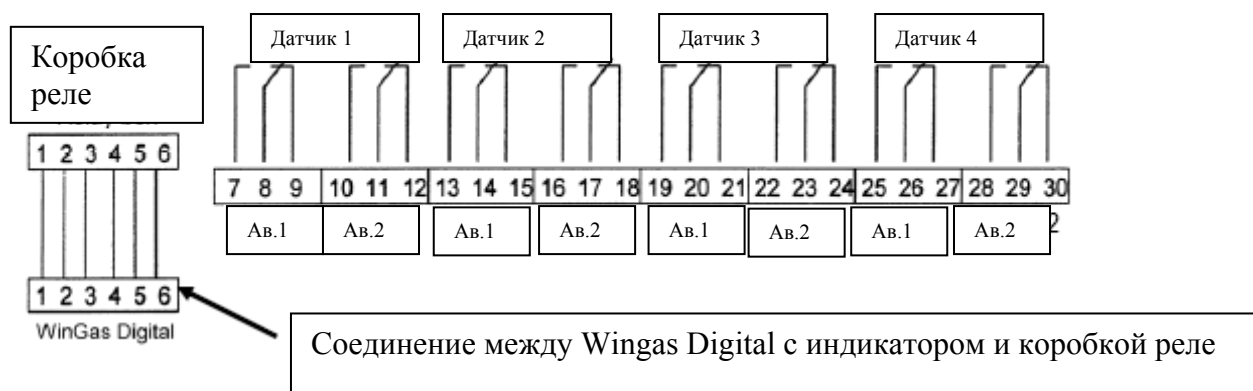 Датчик 1 Датчик 2 Датчик 3 Датчик 4
Коробка
реле
1 2 3 4 5 6
7 8 9 10 11 12 13 14 15 16 17 18 19 20 21 22 23 24 25 26 27 28 29 30
Ав.1 Ав.2 Ав.1 Ав.2 Ав.1 Ав.2 Ав.1 Ав.2 2
1 2 3 4 5 6
WinGas Digital
Соединение между Wingas Digital с индикатором и коробкой реле